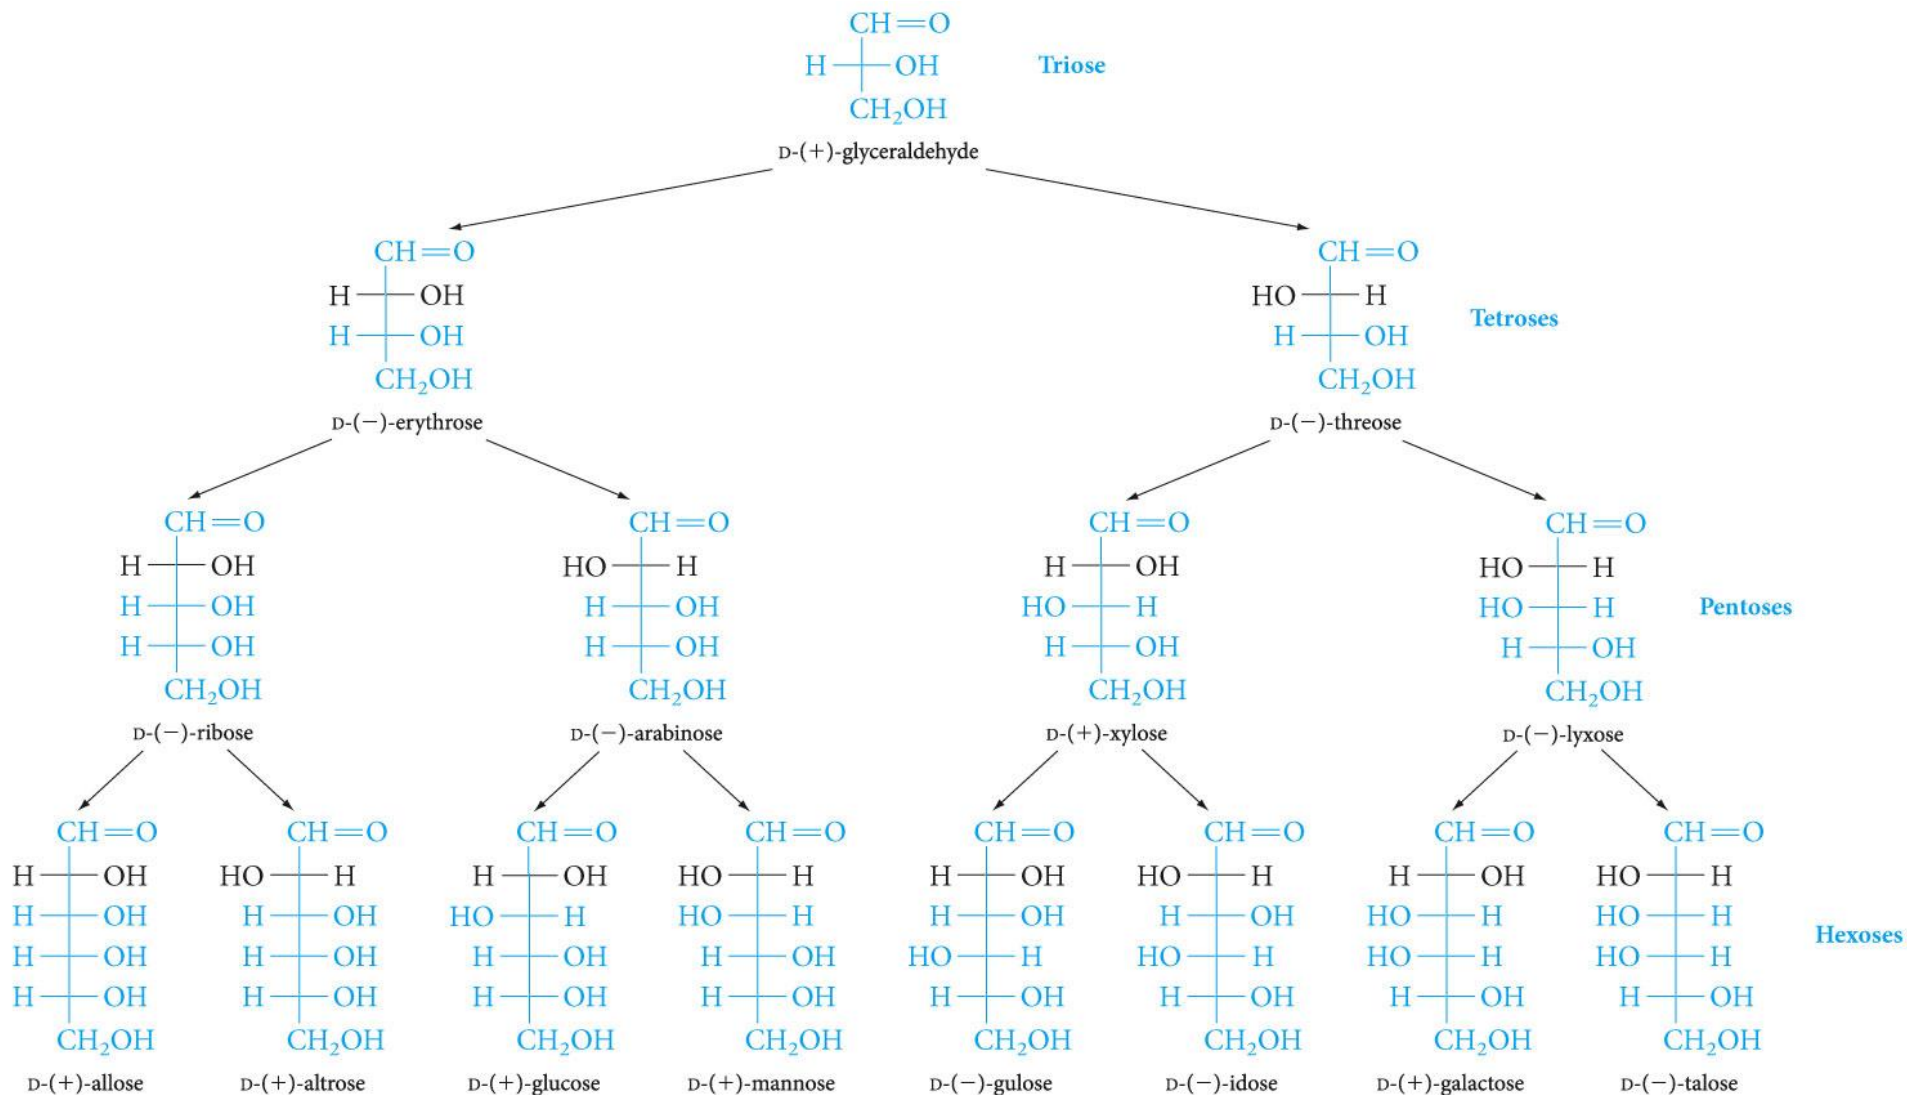 CH=O
H OH Triose
CH₂OH
D-(+)-glyceraldehyde
CH=O CH=O
H OH HO H
Tetroses
H OH H OH
CH₂OH CH₂OH
D-(−)-erythrose D-(−)-threose
CH=O CH=O CH=O CH=O
H OH HO H H OH HO H
H OH H OH HO H HO H Pentoses
H OH H OH H OH H OH
CH₂OH CH₂OH CH₂OH CH₂OH
D-(−)-ribose D-(−)-arabinose D-(+)-xylose D-(−)-lyxose
CH=O CH=O CH=O CH=O CH=O CH=O CH=O CH=O
H OH HO H H OH HO H H OH HO H H OH HO H
H OH H OH HO H HO H H OH H OH HO H HO H
Hexoses
H OH H OH H OH H OH HO H HO H HO H HO H
H OH H OH H OH H OH H OH H OH H OH H OH
CH₂OH CH₂OH CH₂OH CH₂OH CH₂OH CH₂OH CH₂OH CH₂OH
D-(+)-allose D-(+)-altrose D-(+)-glucose D-(+)-mannose D-(−)-gulose D-(−)-idose D-(+)-galactose D-(−)-talose